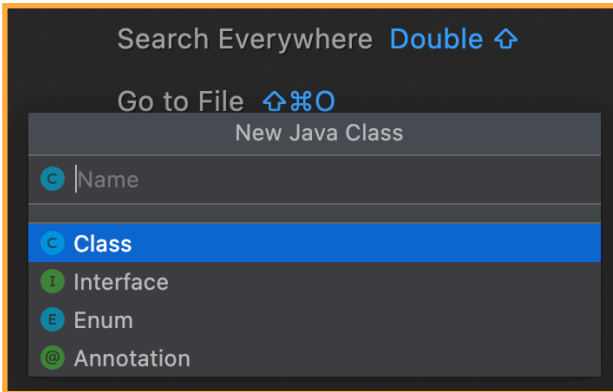 Search Everywhere Double ⇧
Go to File ⇧⌘O
New Java Class
C Name
C Class
I Interface
E Enum
@ Annotation